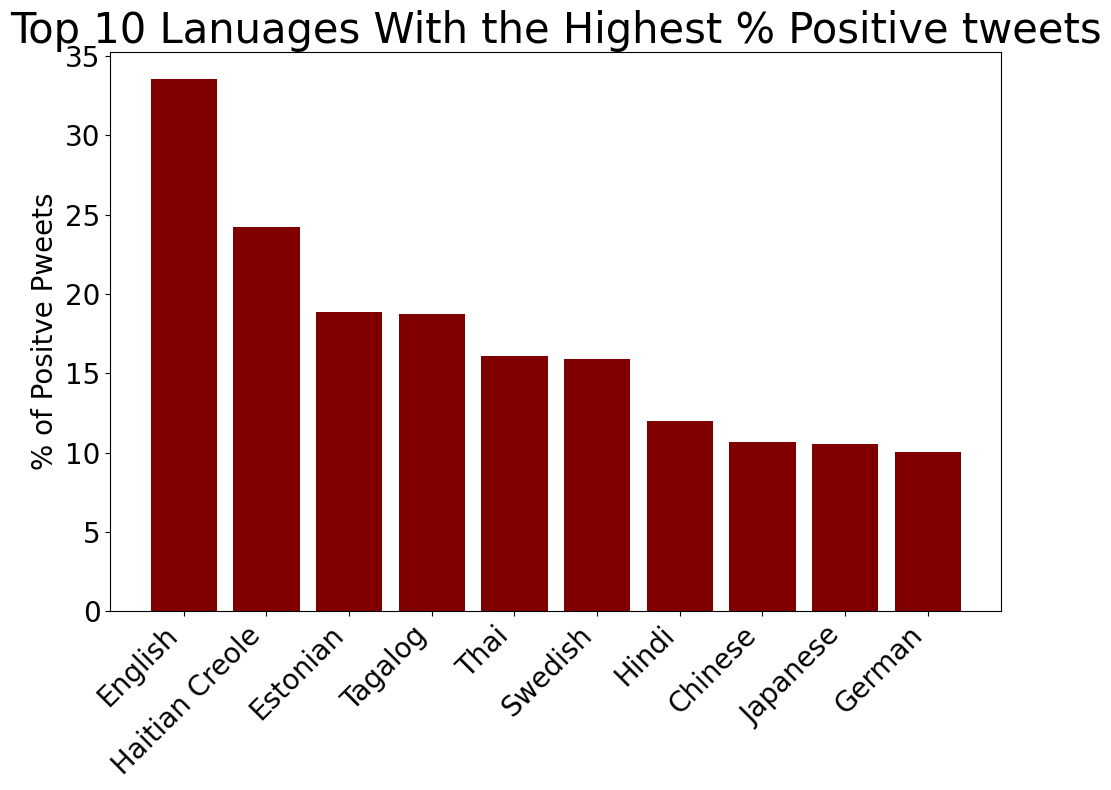 Top 10 Lanuages With the Highest % Positive tweets
% of Positve Pweets
35
30
25
20
15
10
5
0
English
Haitian Creole
Estonian
Tagalog
Thai
Swedish
Hindi
Chinese
Japanese
German